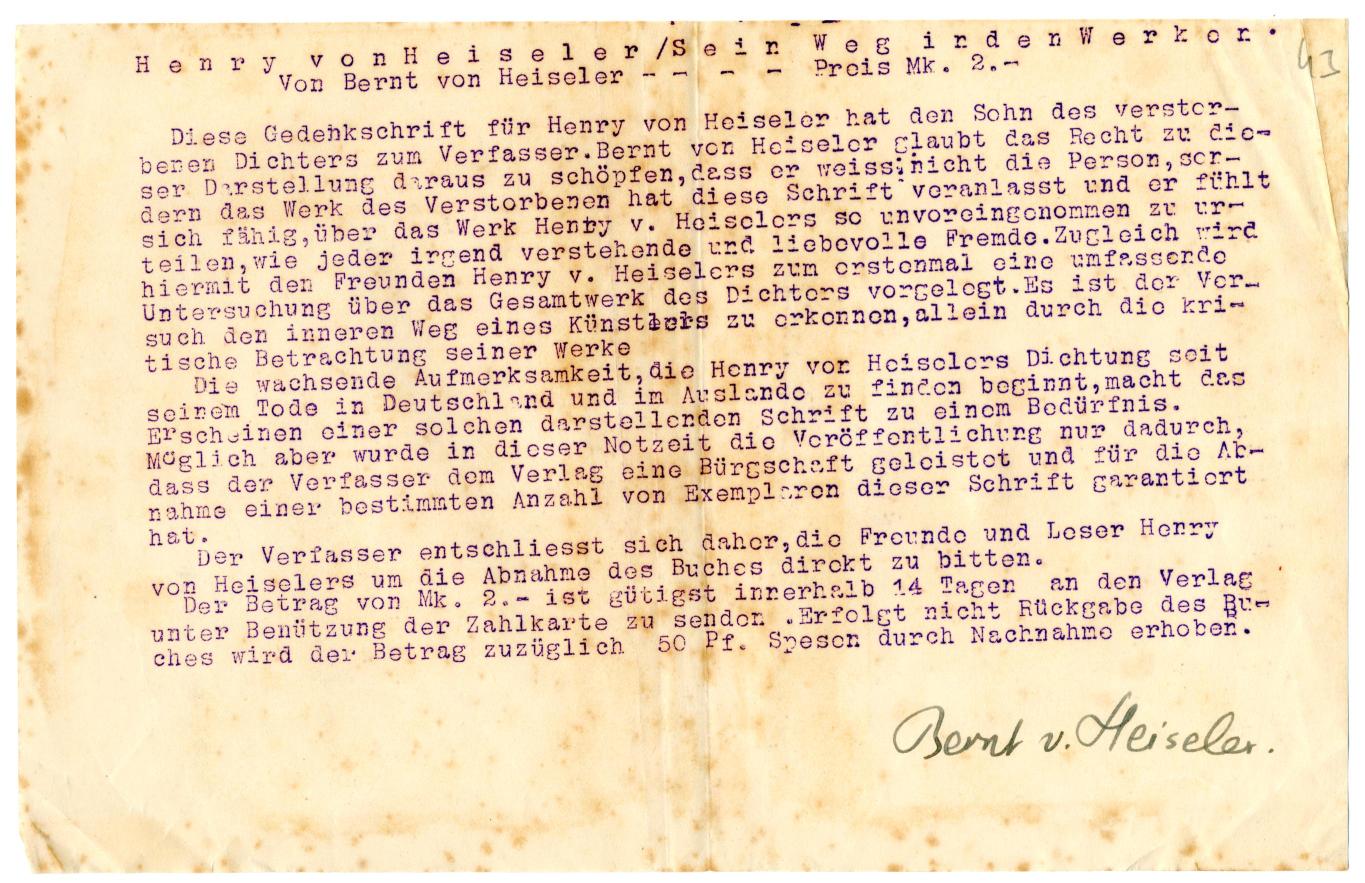 H e n r y  v o n H e i s e l e r / S e i n  W e g  i n d e n W e r k e n .
43
Von Bernt von Heiseler - - - - Preis Mk. 2.-
Diese Gedenkschrift für Henry von Heiseler hat den Sohn des verstor-
benen Dichters zum Verfasser.Bernt von Heiseler glaubt das Recht zu die-
ser Darstellung daraus zu schöpfen,dass er weiss:nicht die Person,son-
dern das Werk des Verstorbenen hat diese Schrift veranlasst und er fühlt
sich fähig,über das Werk Henry v. Heiselers so unvoreingenommen zu ur-
teilen,wie jeder irgend verstehende und liebevolle Fremde.Zugleich wird
hiermit den Freunden Henry v. Heiselers zum erstenmal eine umfassende
Untersuchung über das Gesamtwerk des Dichters vorgelegt.Es ist der Ver-
such den inneren Weg eines Künstlers zu erkennen,allein durch die kri-
tische Betrachtung seiner Werke
Die wachsende Aufmerksamkeit,die Henry von Heiselers Dichtung seit
seinem Tode in Deutschland und im Auslande zu finden beginnt,macht das
Erscheinen einer solchen darstellenden Schrift zu einem Bedürfnis.
Möglich aber wurde in dieser Notzeit die Veröffentlichung nur dadurch,
dass der Verfasser dem Verlag eine Bürgschaft geleistet und für die Ab-
nahme einer bestimmten Anzahl von Exemplaren dieser Schrift garantiert
hat.
Der Verfasser entschliesst sich daher,die Freunde und Leser Henry
von Heiselers um die Abnahme des Buches direkt zu bitten.
Der Betrag von Mk. 2.- ist gütigst innerhalb 14 Tagen an den Verlag
unter Benützung der Zahlkarte zu senden .Erfolgt nicht Rückgabe des Bu-
ches wird der Betrag zuzüglich 50 Pf. Spesen durch Nachnahme erhoben.
Bernt v. Heiseler.